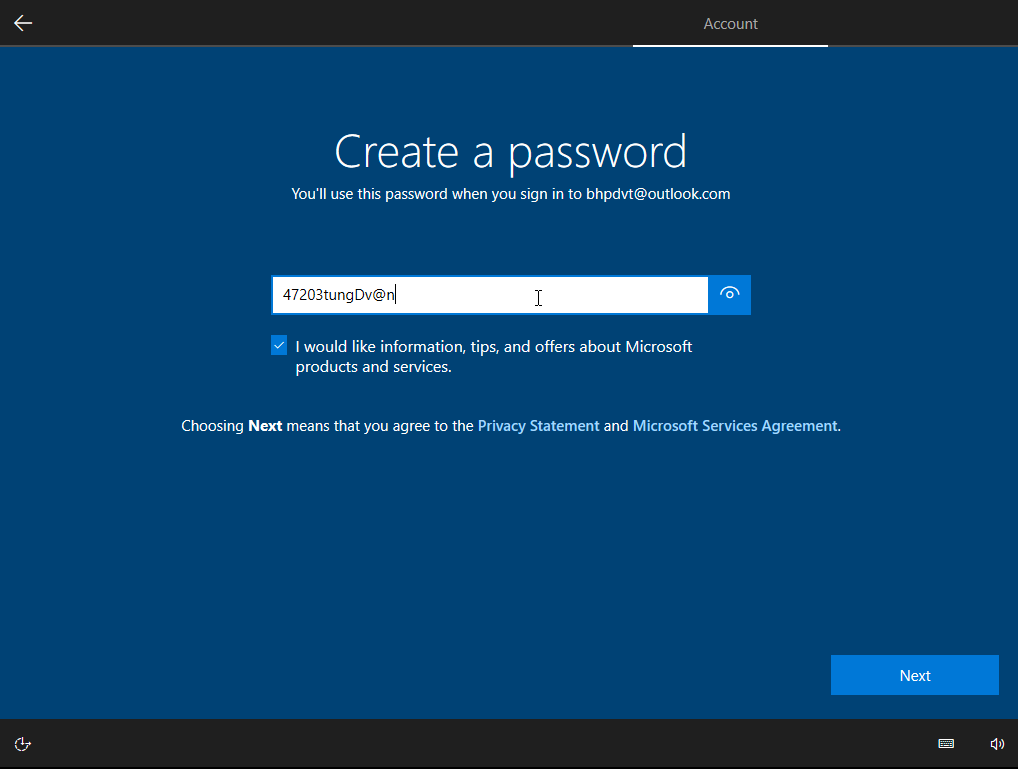 Account
Create a password
You'll use this password when you sign in to bhpdvt@outlook.com
47203tungDv@n
I would like information, tips, and offers about Microsoft
products and services.
Choosing Next means that you agree to the Privacy Statement and Microsoft Services Agreement.
Next